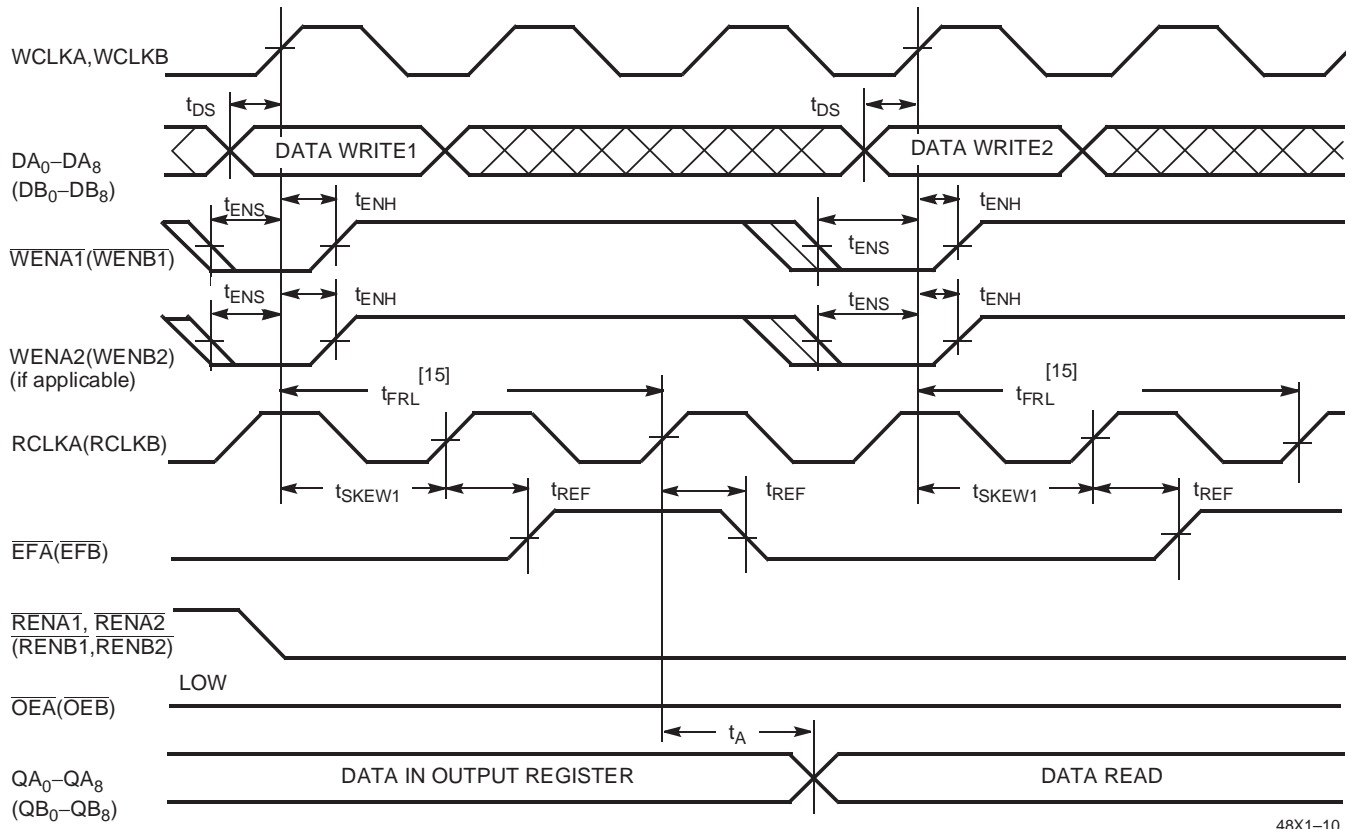 WCLKA,WCLKB
tDS
tDS
DA0–DA8
(DB0–DB8)
DATA WRITE1
DATA WRITE2
tENS
tENH
tENS
tENH
WENA1(WENB1)
tENS
tENH
tENS
tENH
WENA2(WENB2)
(if applicable)
[15]
tFRL
[15]
tFRL
RCLKA(RCLKB)
tSKEW1
tREF
tREF
tSKEW1
tREF
EFA(EFB)
RENA1, RENA2
(RENB1,RENB2)
LOW
OEA(OEB)
tA
QA0–QA8
(QB0–QB8)
DATA IN OUTPUT REGISTER
DATA READ
48X1–10